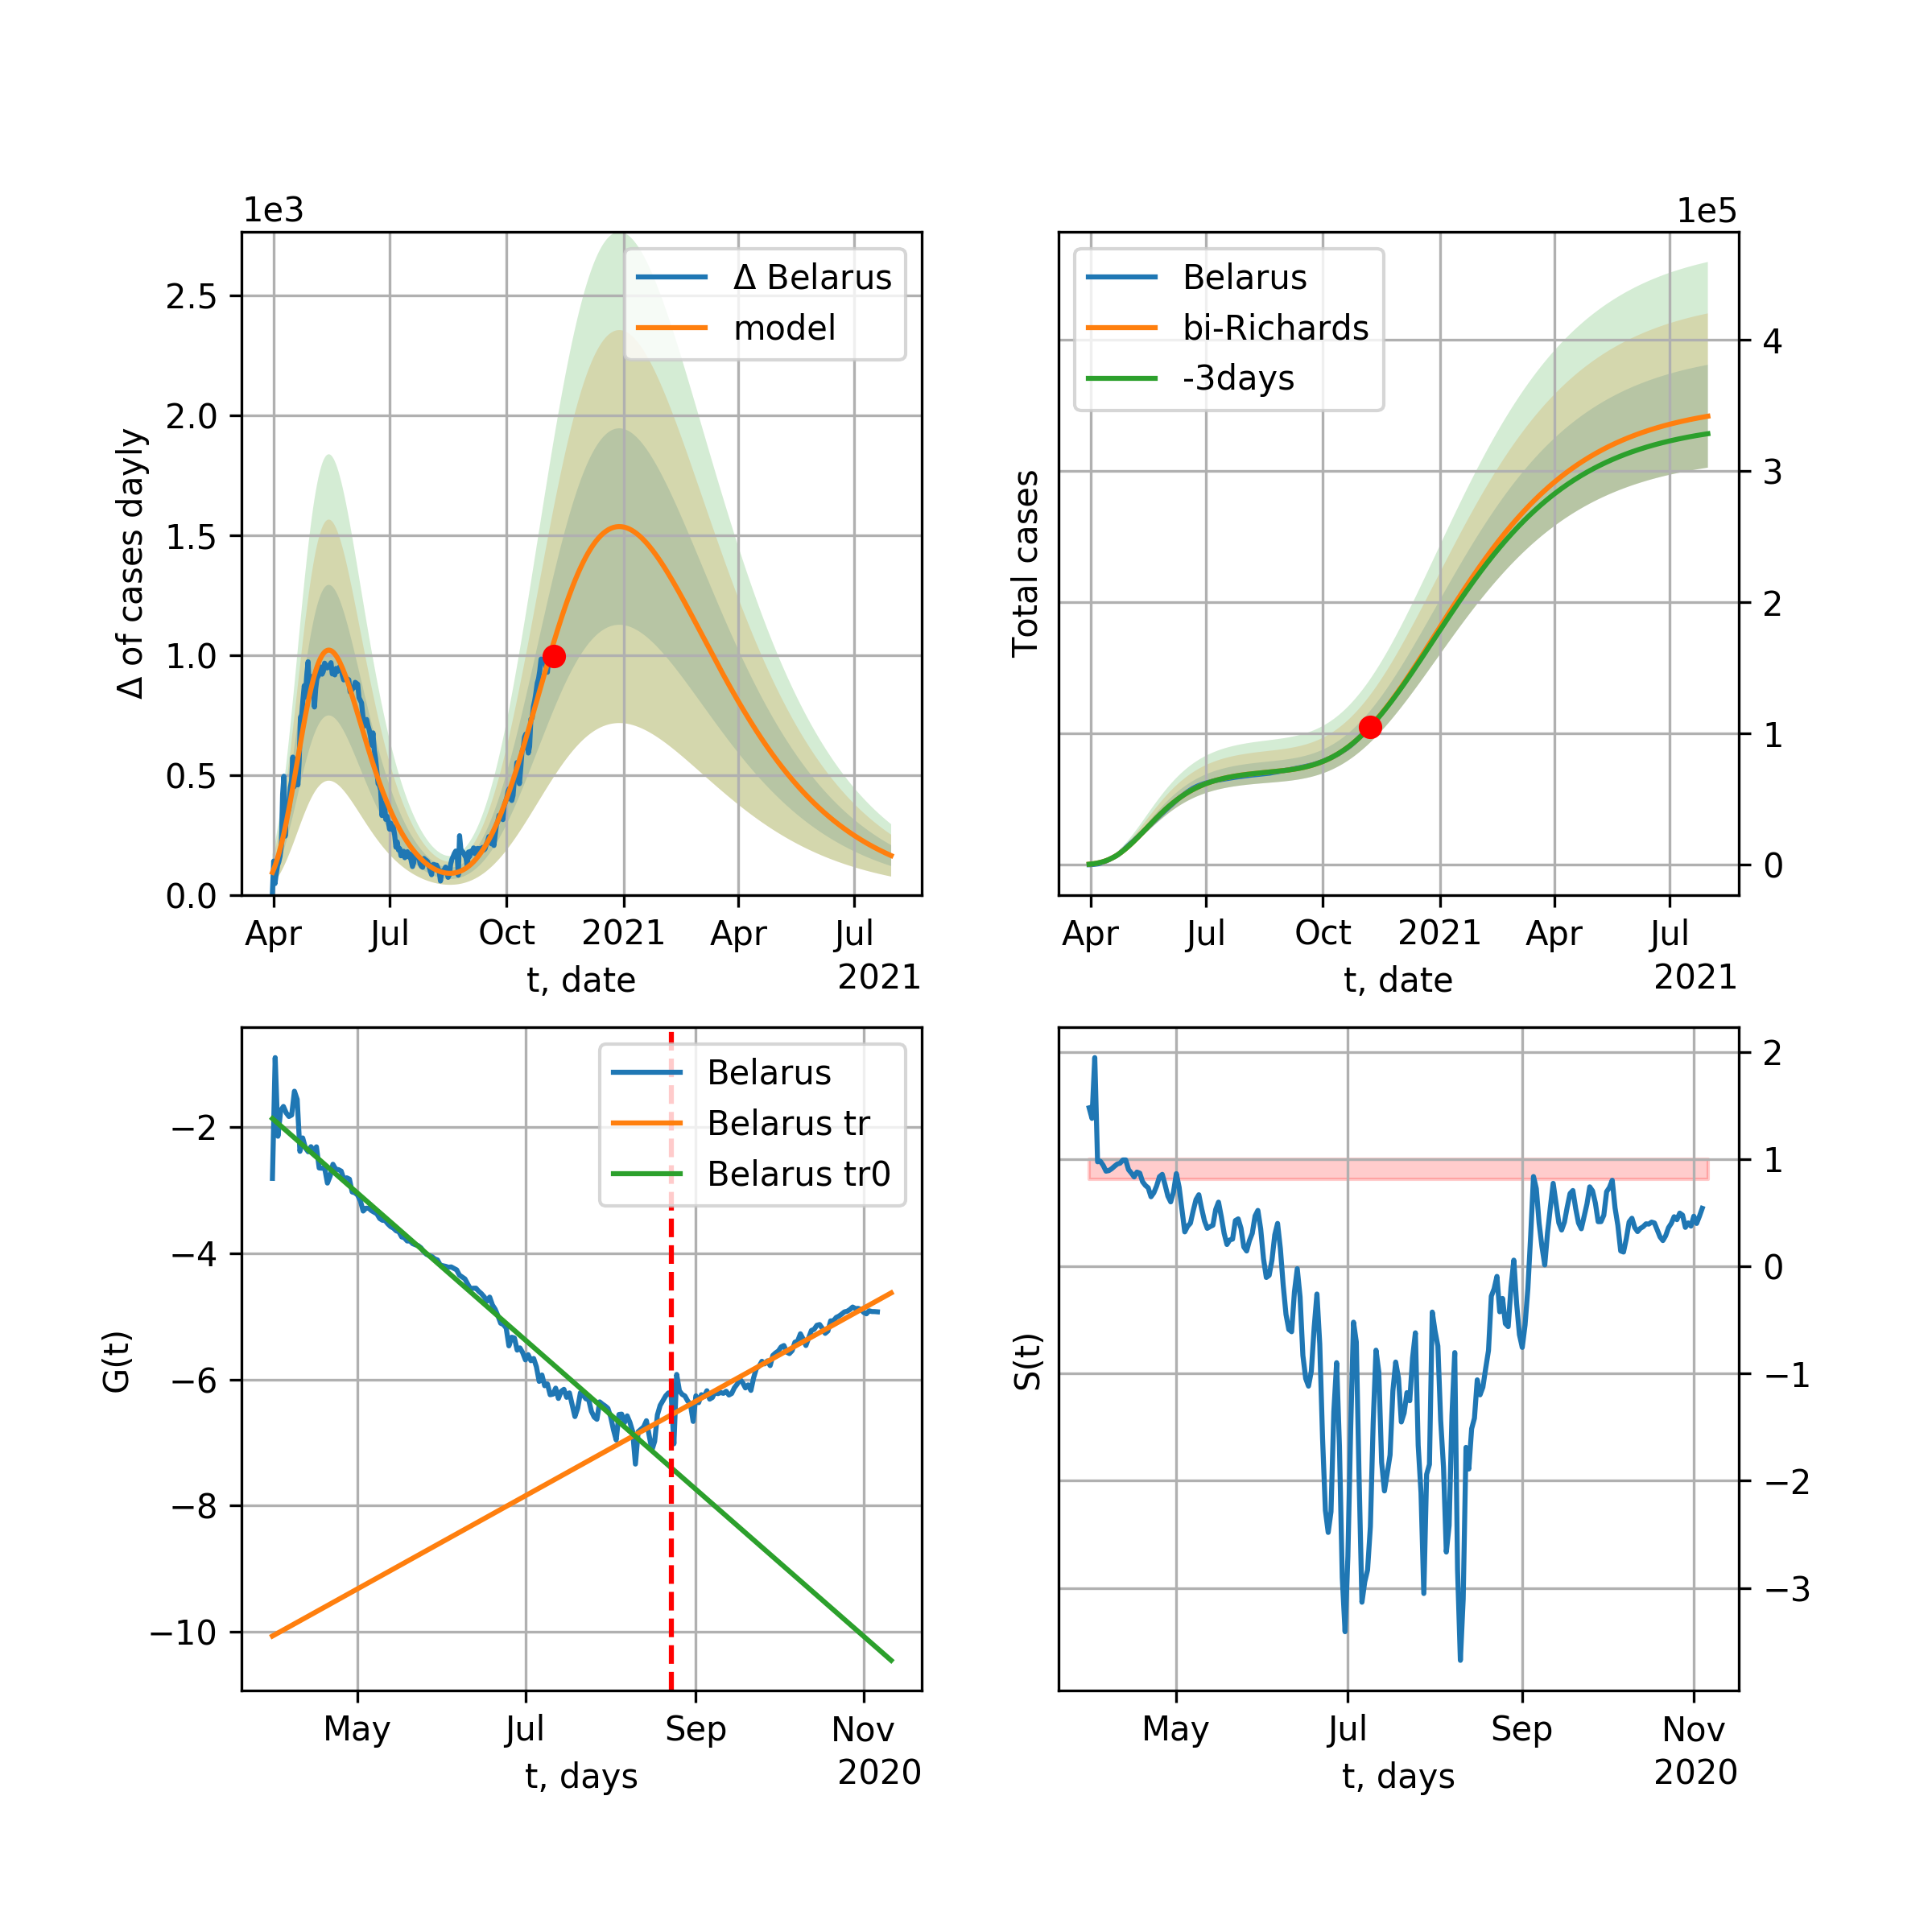 1e3
Δ Belarus
model
2.5
2.0
1.5
1.0
0.5
0.0
Δ of cases dayly
Apr
Jul
Oct
2021
Apr
Jul
t, date
2021
1e5
Belarus
bi-Richards
-3days
4
3
2
1
0
Total cases
Apr
Jul
Oct
2021
Apr
Jul
t, date
2021
Belarus
Belarus tr
Belarus tr0
−2
−4
−6
−8
−10
G(t)
May
Jul
Sep
Nov
t, days
2020
2
1
0
−1
−2
−3
S(t)
May
Jul
Sep
Nov
t, days
2020